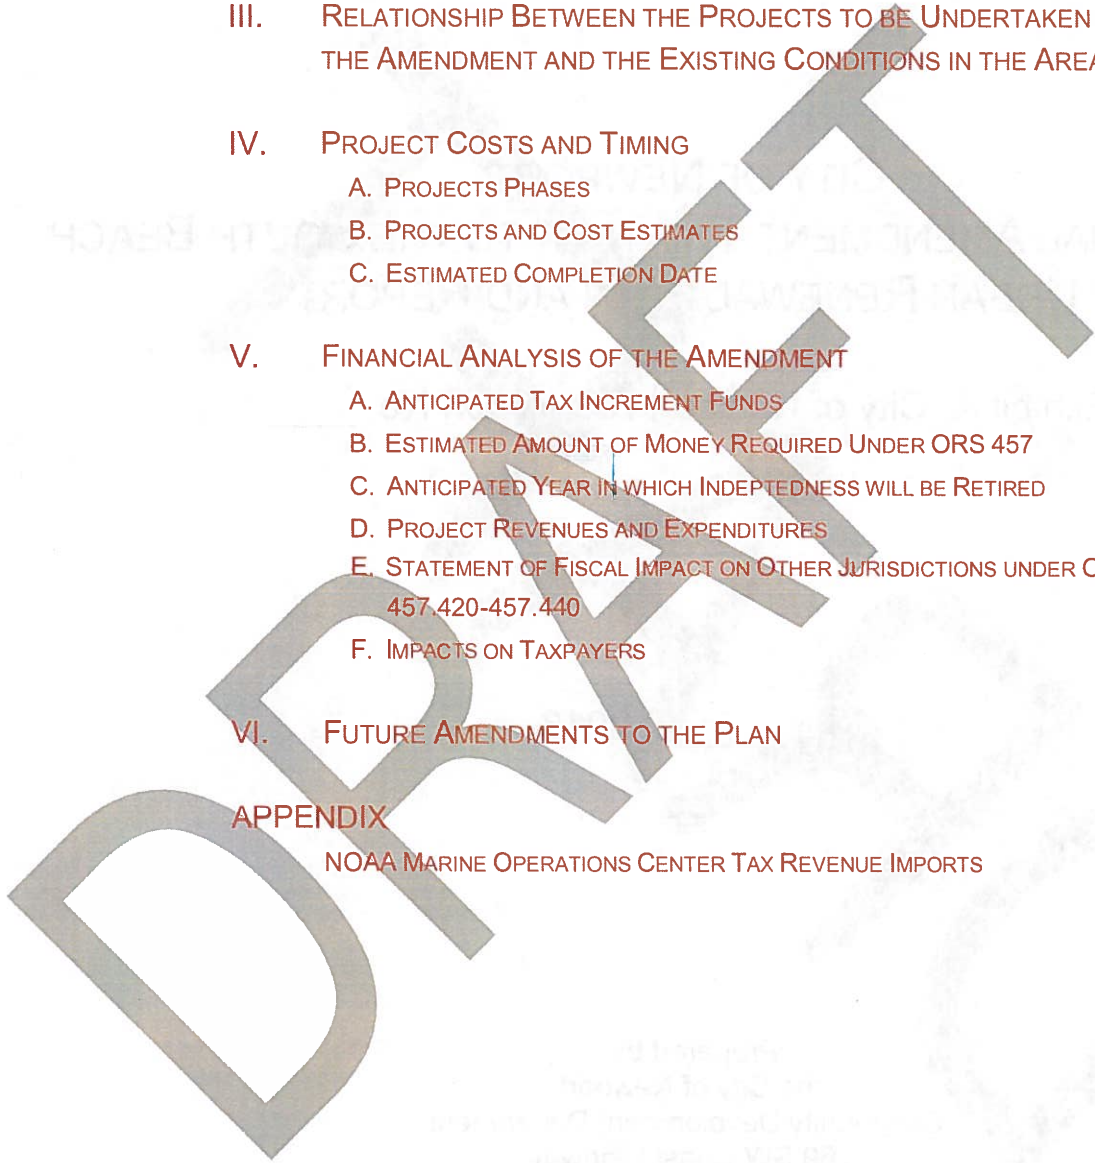 III. RELATIONSHIP BETWEEN THE PROJECTS TO BE UNDERTAKEN
THE AMENDMENT AND THE EXISTING CONDITIONS IN THE AREA
IV. PROJECT COSTS AND TIMING
A. PROJECTS PHASES
B. PROJECTS AND COST ESTIMATES
C. ESTIMATED COMPLETION DATE
V. FINANCIAL ANALYSIS OF THE AMENDMENT
A. ANTICIPATED TAX INCREMENT FUNDS
B. ESTIMATED AMOUNT OF MONEY REQUIRED UNDER ORS 457
C. ANTICIPATED YEAR IN WHICH INDEPTEDNESS WILL BE RETIRED
D. PROJECT REVENUES AND EXPENDITURES
E. STATEMENT OF FISCAL IMPACT ON OTHER JURISDICTIONS UNDER
457.420-457.440
F. IMPACTS ON TAXPAYERS
VI. FUTURE AMENDMENTS TO THE PLAN
APPENDIX
NOAA MARINE OPERATIONS CENTER TAX REVENUE IMPORTS
DRAFT